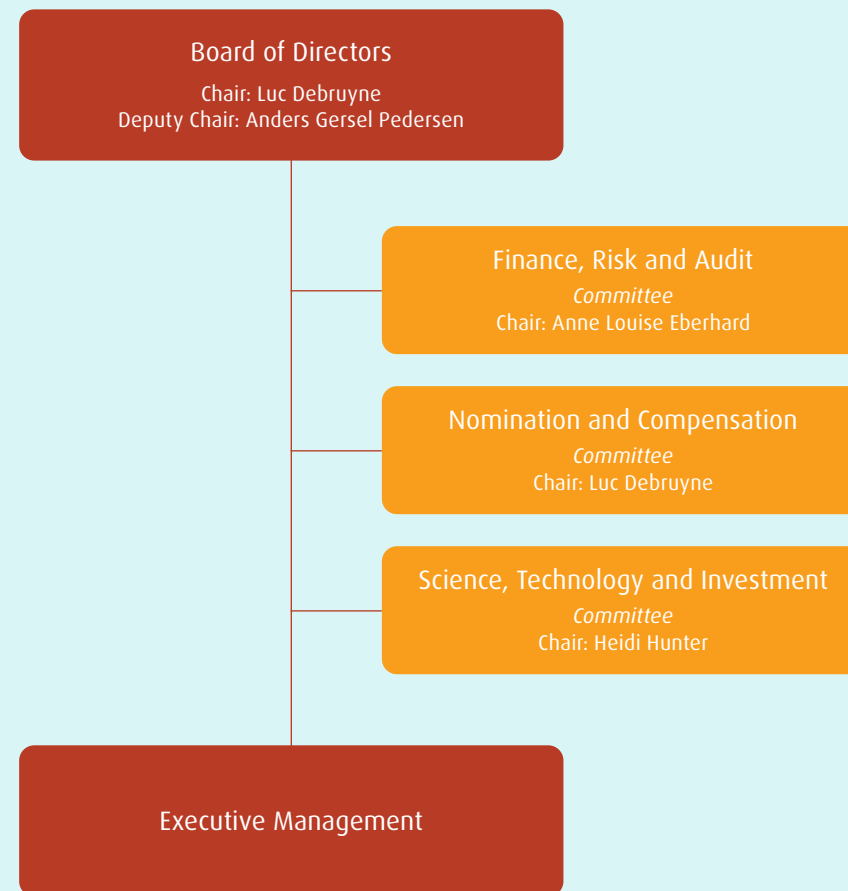 Board of Directors
Chair: Luc Debruyne
Deputy Chair: Anders Gersel Pedersen
Finance, Risk and Audit
Committee
Chair: Anne Louise Eberhard
Nomination and Compensation
Committee
Chair: Luc Debruyne
Science, Technology and Investment
Committee
Chair: Heidi Hunter
Executive Management